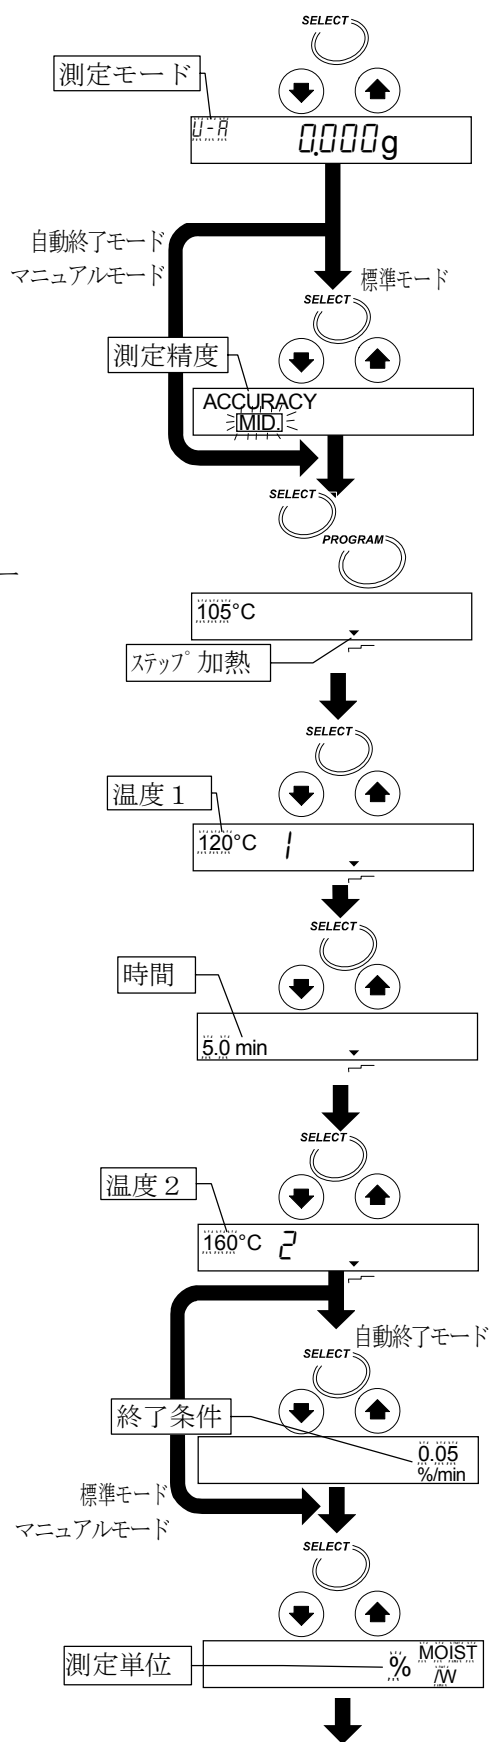 SELECT
測定モード
U-A 0.000g
自動終了モード
マニュアルモード
標準モード
SELECT
測定精度
ACCURACY
MID.
SELECT
PROGRAM
ー
105°C
ステップ加熱
SELECT
温度1
120°C 1
SELECT
時間
5.0 min
SELECT
温度2
160°C 2
自動終了モード
SELECT
終了条件
0.05
%/min
標準モード
マニュアルモード
SELECT
測定単位
% MOIST
/W